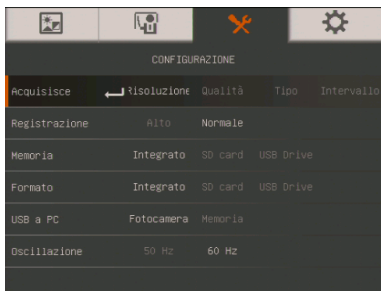 CONFIGURAZIONE
Acquisisce Risoluzione Qualità Tipo Intervallo
Registrazione Alto Normale
Memoria Integrato SD card USB Drive
Formato Integrato SD card USB Drive
USB a PC Fotocamera Memoria
Oscillazione 50 Hz 60 Hz